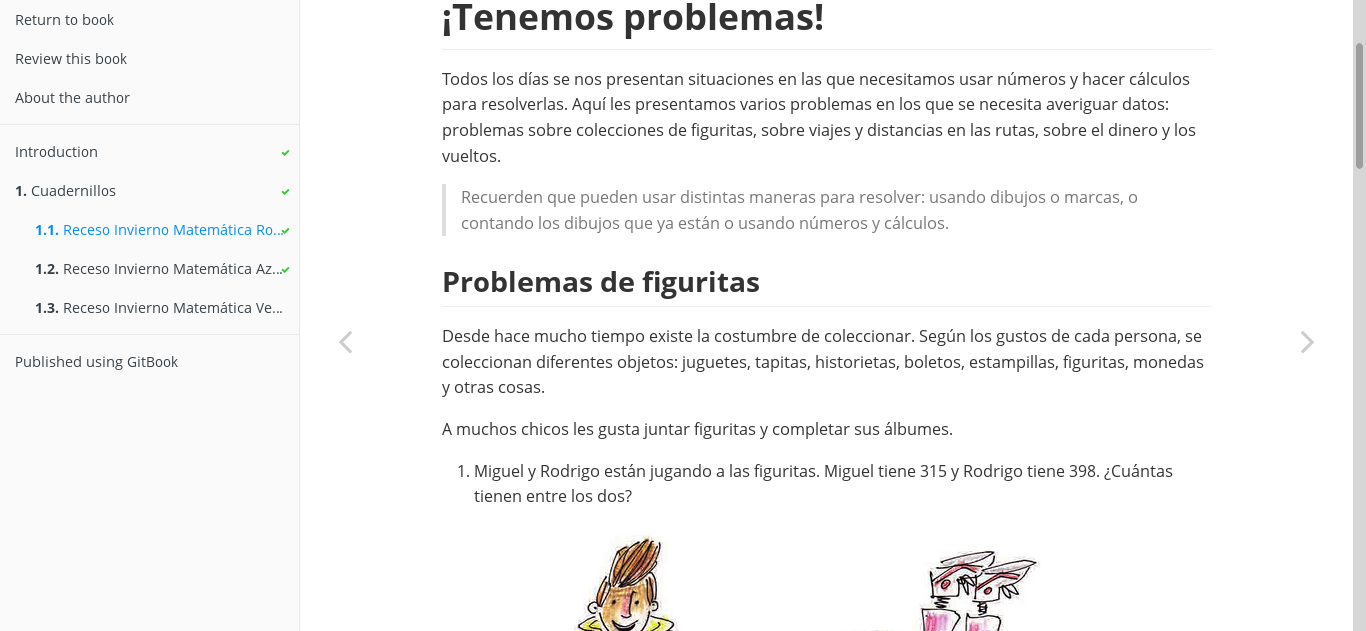 Return to book
Review this book
About the author
Introduction
1. Cuadernillos
1.1. Receso Invierno Matemática Ro...
1.2. Receso Invierno Matemática Az...
1.3. Receso Invierno Matemática Ve...
Published using GitBook
¡Tenemos problemas!
Todos los días se nos presentan situaciones en las que necesitamos usar números y hacer cálculos
para resolverlas. Aquí les presentamos varios problemas en los que se necesita averiguar datos:
problemas sobre colecciones de figuritas, sobre viajes y distancias en las rutas, sobre el dinero y los
vueltos.
Recuerden que pueden usar distintas maneras para resolver: usando dibujos o marcas, o
contando los dibujos que ya están o usando números y cálculos.
Problemas de figuritas
Desde hace mucho tiempo existe la costumbre de coleccionar. Según los gustos de cada persona, se
coleccionan diferentes objetos: juguetes, tapitas, historietas, boletos, estampillas, figuritas, monedas
y otras cosas.
A muchos chicos les gusta juntar figuritas y completar sus álbumes.
1. Miguel y Rodrigo están jugando a las figuritas. Miguel tiene 315 y Rodrigo tiene 398. ¿Cuántas
tienen entre los dos?